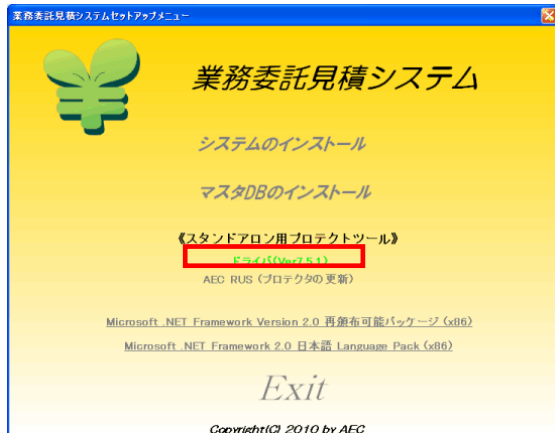 業務委託見積システムセットアップメニュー
業務委託見積システム
システムのインストール
マスタDBのインストール
《スタンドアロン用プロテクトツール》
ドライバ(Ver7.5.1)
AEC RUS (プロテクタの更新)
Microsoft .NET Framework Version 2.0 再頒布可能パッケージ (x86)
Microsoft .NET Framework 2.0 日本語 Language Pack (x86)
Exit
Copyright(C) 2010 by AEC